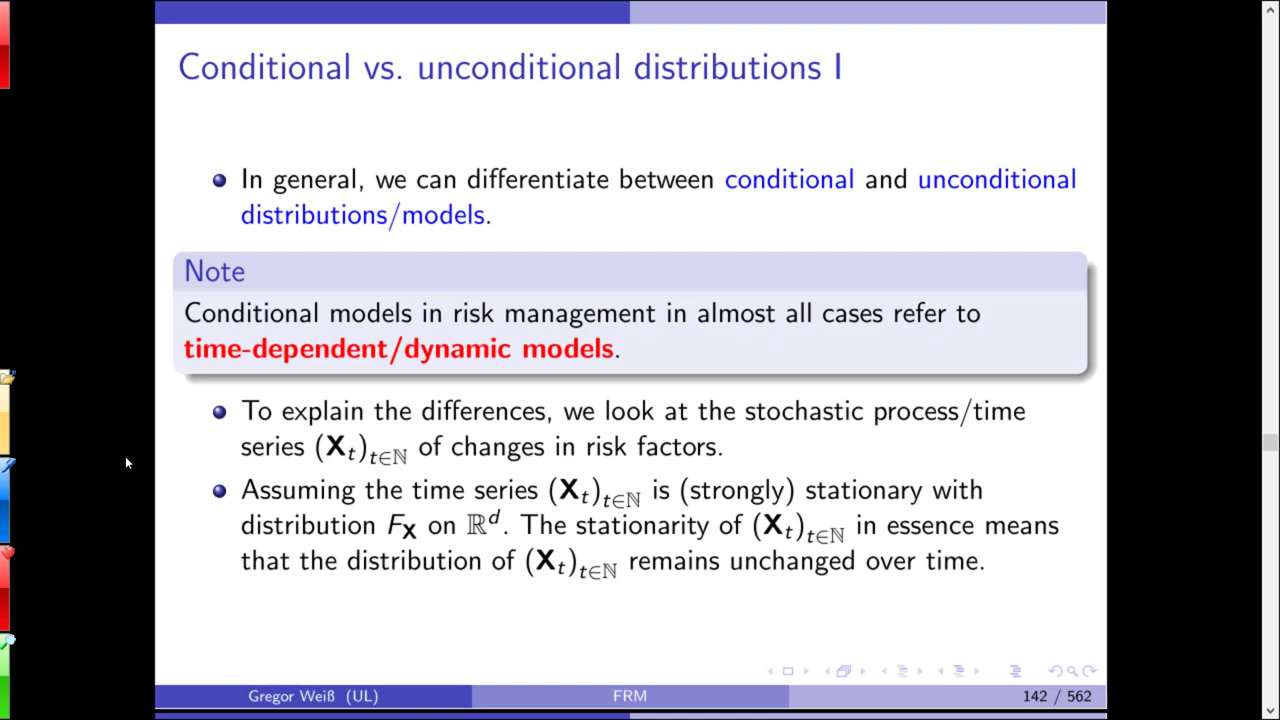 Conditional vs. unconditional distributions I
In general, we can differentiate between conditional and unconditional
distributions/models.
Note
Conditional models in risk management in almost all cases refer to
time-dependent/dynamic models.
To explain the differences, we look at the stochastic process/time
series (𝐗ₜ)ₜ∈ℕ of changes in risk factors.
Assuming the time series (𝐗ₜ)ₜ∈ℕ is (strongly) stationary with
distribution F_𝐗 on ℝᵈ. The stationarity of (𝐗ₜ)ₜ∈ℕ in essence means
that the distribution of (𝐗ₜ)ₜ∈ℕ remains unchanged over time.
Gregor Weiß (UL) FRM 142 / 562